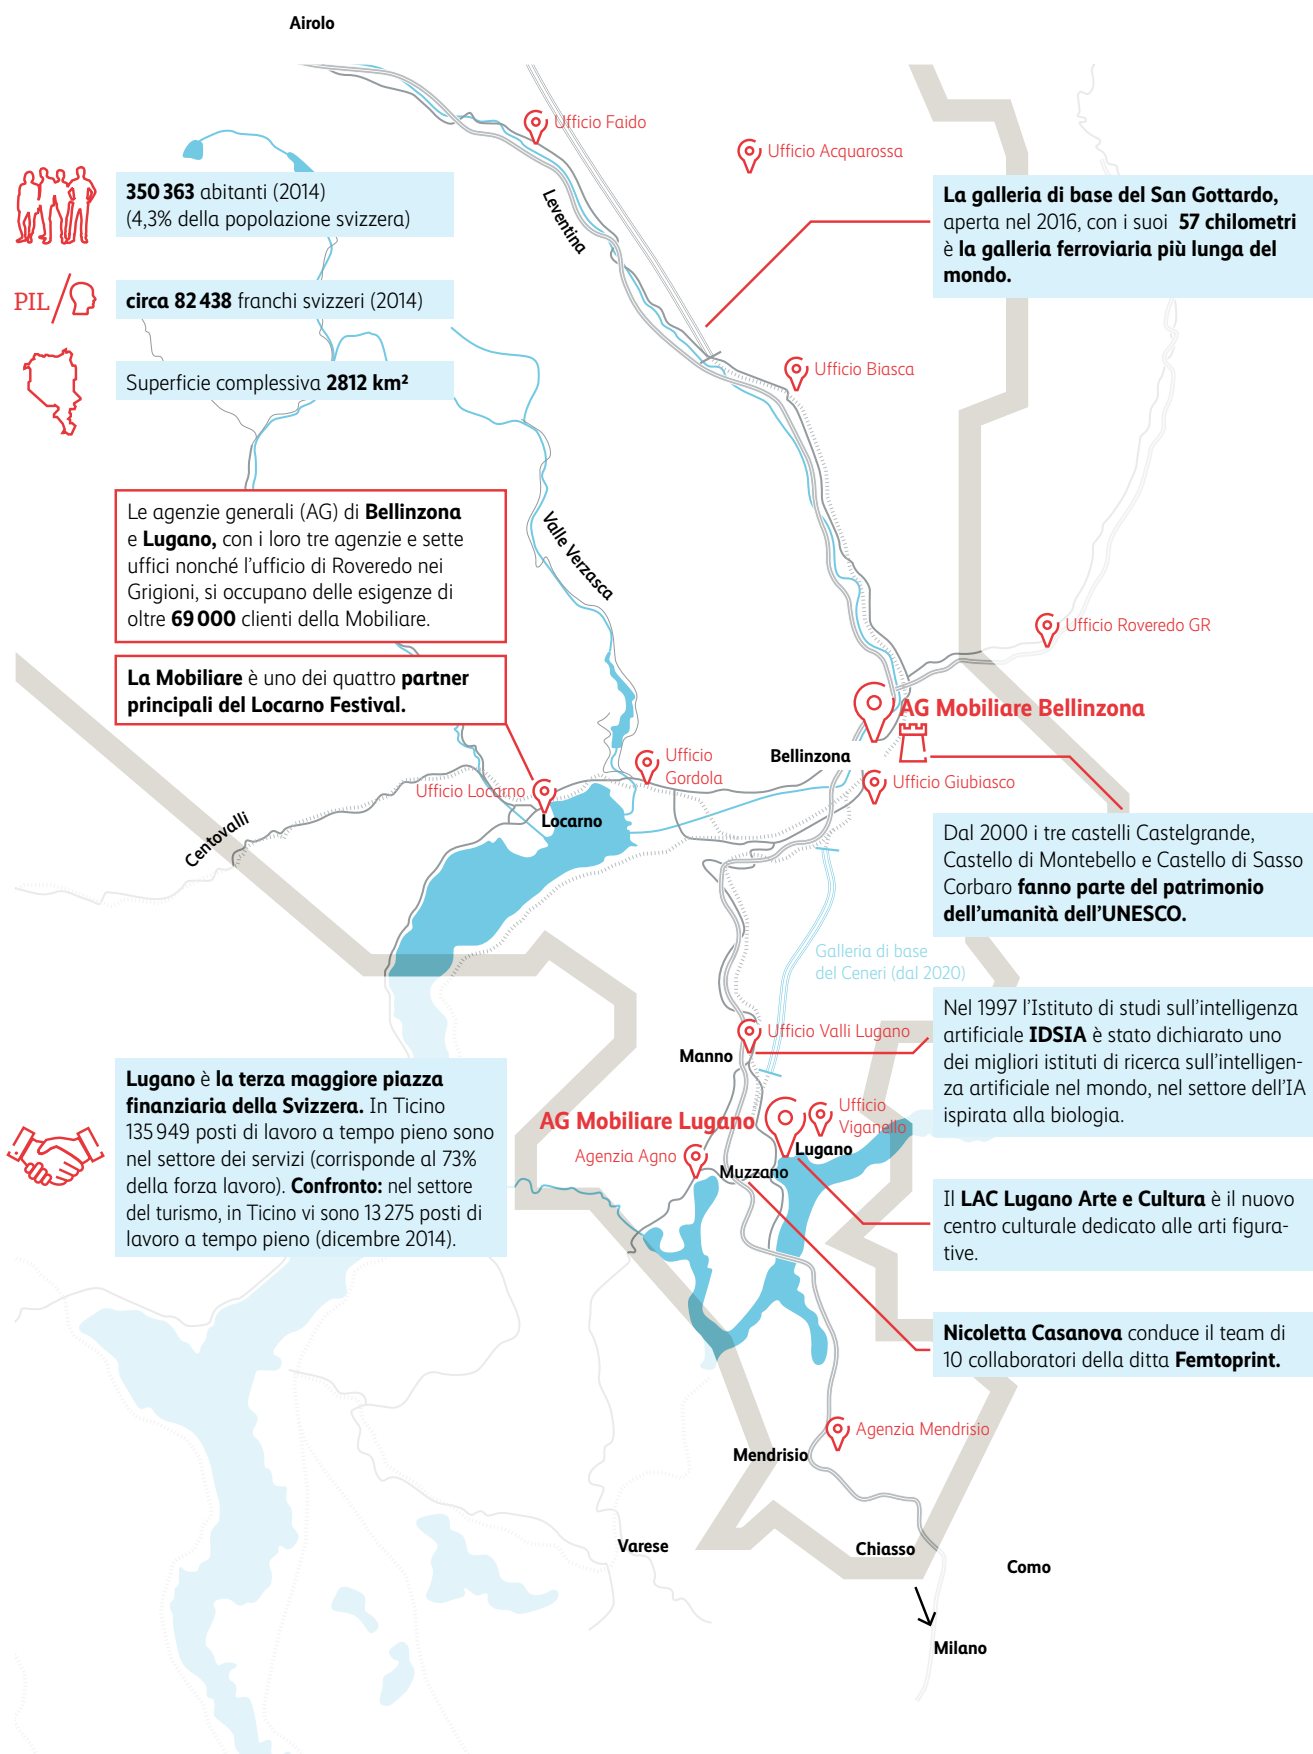 Airolo
Ufficio Faido
Ufficio Acquarossa
Leventina
350 363 abitanti (2014)
(4,3% della popolazione svizzera)
La galleria di base del San Gottardo,
aperta nel 2016, con i suoi 57 chilometri
è la galleria ferroviaria più lunga del
mondo.
PIL/
circa 82 438 franchi svizzeri (2014)
Superficie complessiva 2812 km²
Ufficio Biasca
Le agenzie generali (AG) di Bellinzona
e Lugano, con i loro tre agenzie e sette
uffici nonché l'ufficio di Roveredo nei
Grigioni, si occupano delle esigenze di
oltre 69 000 clienti della Mobiliare.
Valle Verzasca
Ufficio Roveredo GR
La Mobiliare è uno dei quattro partner
principali del Locarno Festival.
AG Mobiliare Bellinzona
Bellinzona
Ufficio
Gordola
Ufficio Giubiasco
Ufficio Locarno
Locarno
Centovalli
Dal 2000 i tre castelli Castelgrande,
Castello di Montebello e Castello di Sasso
Corbaro fanno parte del patrimonio
dell'umanità dell'UNESCO.
Galleria di base
del Ceneri (dal 2020)
Nel 1997 l'Istituto di studi sull'intelligenza
artificiale IDSIA è stato dichiarato uno
dei migliori istituti di ricerca sull'intelligen-
za artificiale nel mondo, nel settore dell'IA
ispirata alla biologia.
Ufficio Valli Lugano
Manno
Lugano è la terza maggiore piazza
finanziaria della Svizzera. In Ticino
135 949 posti di lavoro a tempo pieno sono
nel settore dei servizi (corrisponde al 73%
della forza lavoro). Confronto: nel settore
del turismo, in Ticino vi sono 13 275 posti di
lavoro a tempo pieno (dicembre 2014).
AG Mobiliare Lugano
Ufficio
Viganello
Lugano
Agenzia Agno
Muzzano
Il LAC Lugano Arte e Cultura è il nuovo
centro culturale dedicato alle arti figura-
tive.
Nicoletta Casanova conduce il team di
10 collaboratori della ditta Femtoprint.
Agenzia Mendrisio
Mendrisio
Varese
Chiasso
Como
Milano